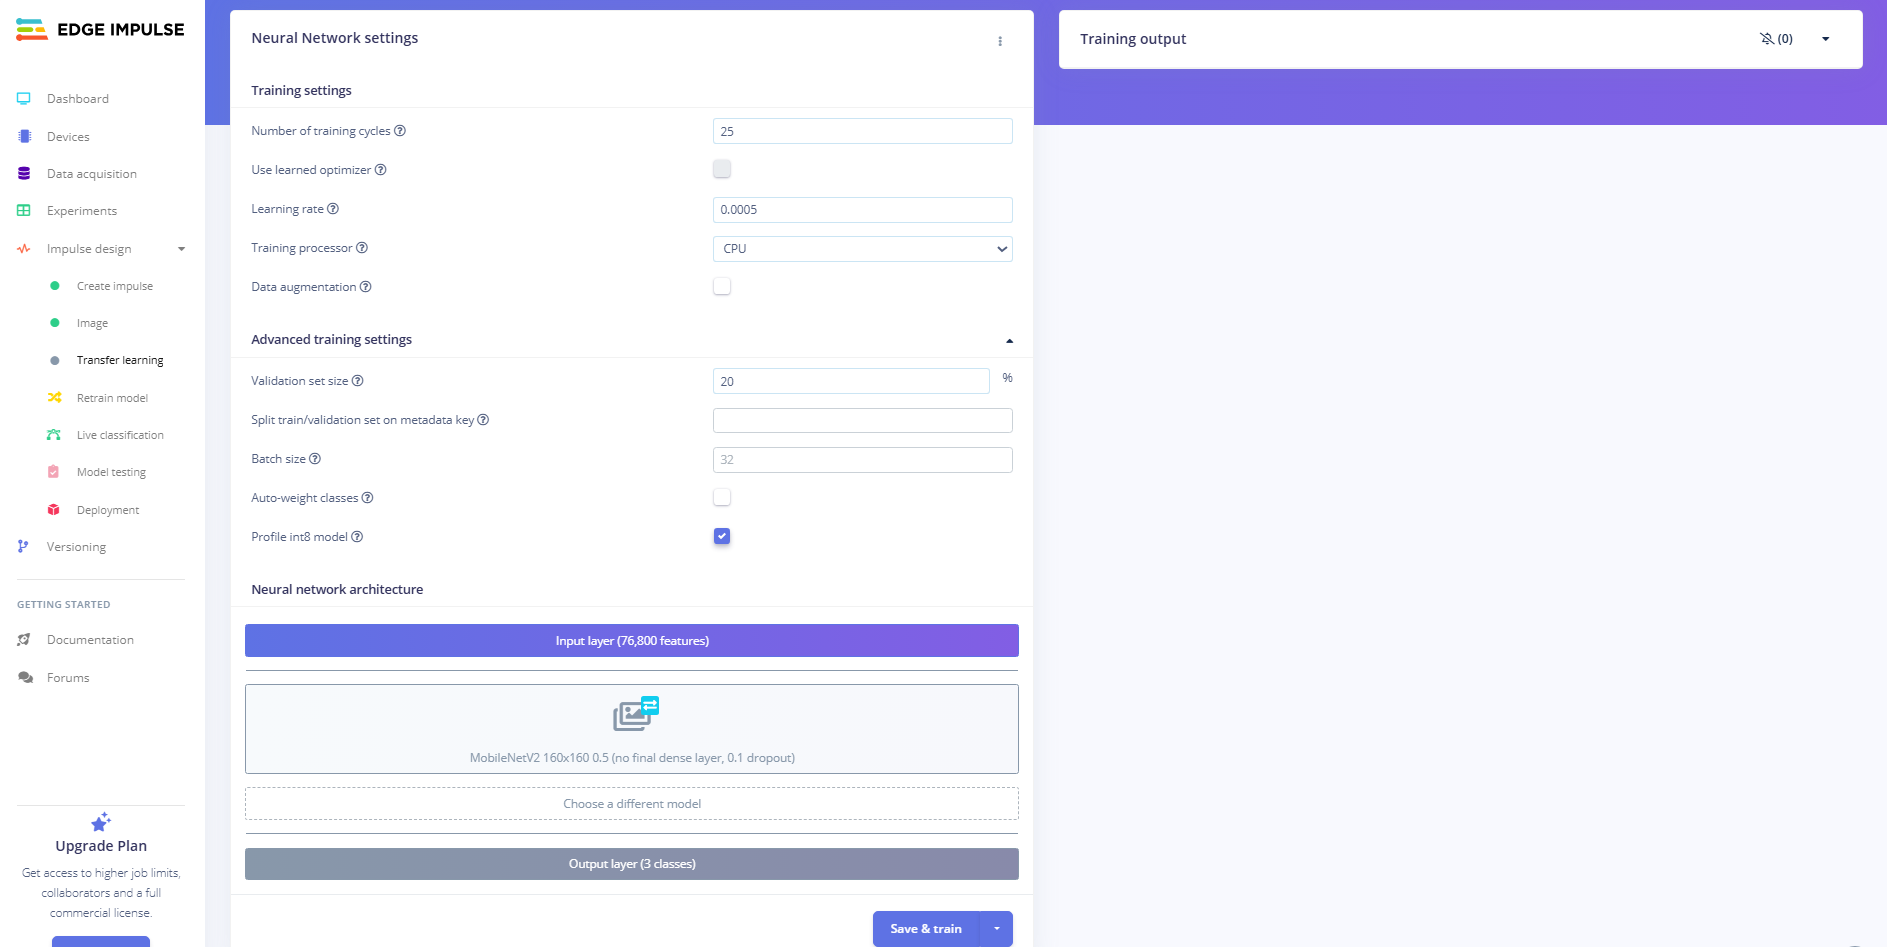 EDGE IMPULSE
Dashboard
Devices
Data acquisition
Experiments
Impulse design
Create impulse
Image
Transfer learning
Retrain model
Live classification
Model testing
Deployment
Versioning
GETTING STARTED
Documentation
Forums
Upgrade Plan
Get access to higher job limits,
collaborators and a full
commercial license.
Neural Network settings
Training settings
Number of training cycles ? 25
Use learned optimizer ?
Learning rate ? 0.0005
Training processor ? CPU
Data augmentation ?
Advanced training settings
Validation set size ? 20 %
Split train/validation set on metadata key ?
Batch size ? 32
Auto-weight classes ?
Profile int8 model ?
Neural network architecture
Input layer (76,800 features)
MobileNetV2 160x160 0.5 (no final dense layer, 0.1 dropout)
Choose a different model
Output layer (3 classes)
Save & train
Training output
(0)